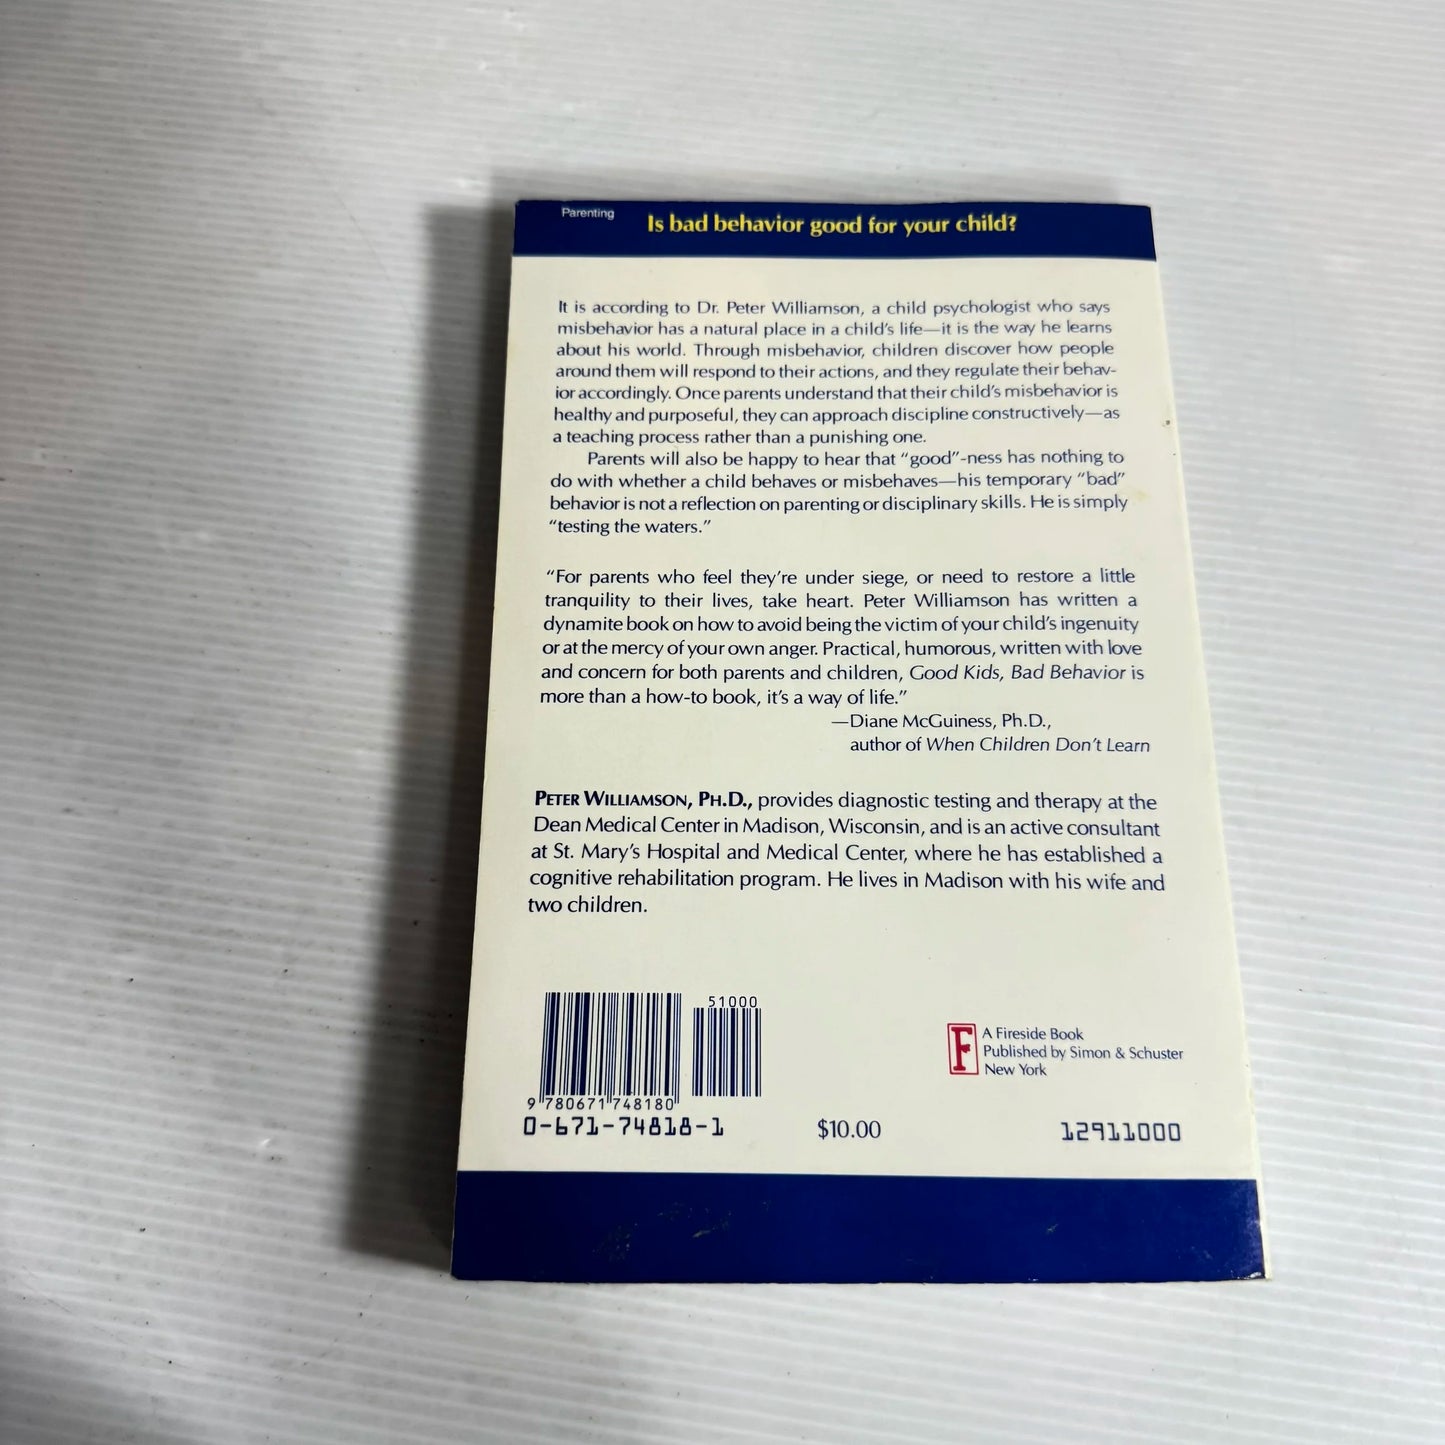 Parenting
Is bad behavior good for your child?
It is according to Dr. Peter Williamson, a child psychologist who says
misbehavior has a natural place in a child's life—it is the way he learns
about his world. Through misbehavior, children discover how people
around them will respond to their actions, and they regulate their behav-
ior accordingly. Once parents understand that their child's misbehavior is
healthy and purposeful, they can approach discipline constructively—as
a teaching process rather than a punishing one.
Parents will also be happy to hear that "good"-ness has nothing to
do with whether a child behaves or misbehaves—his temporary "bad"
behavior is not a reflection on parenting or disciplinary skills. He is simply
"testing the waters."
"For parents who feel they're under siege, or need to restore a little
tranquility to their lives, take heart. Peter Williamson has written a
dynamite book on how to avoid being the victim of your child's ingenuity
or at the mercy of your own anger. Practical, humorous, written with love
and concern for both parents and children, Good Kids, Bad Behavior is
more than a how-to book, it's a way of life."
—Diane McGuiness, Ph.D.,
author of When Children Don't Learn
PETER WILLIAMSON, PH.D., provides diagnostic testing and therapy at the
Dean Medical Center in Madison, Wisconsin, and is an active consultant
at St. Mary's Hospital and Medical Center, where he has established a
cognitive rehabilitation program. He lives in Madison with his wife and
two children.
51000
9 780671 748180
0-671-74818-1
$10.00
F
A Fireside Book
Published by Simon & Schuster
New York
12911000